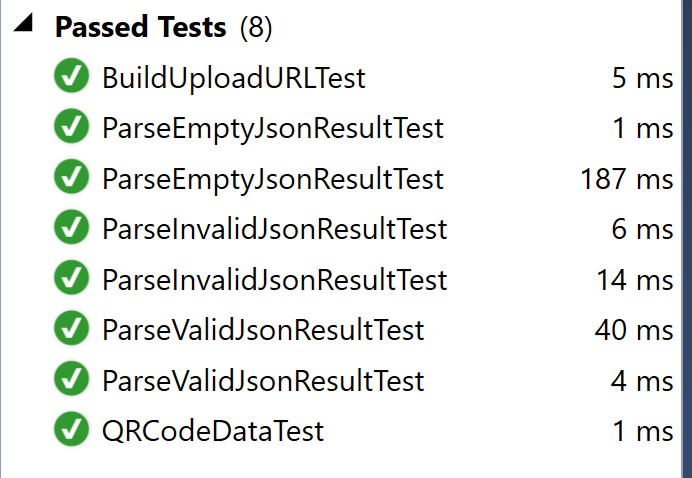 Passed Tests (8)
BuildUploadURLTest 5 ms
ParseEmptyJsonResultTest 1 ms
ParseEmptyJsonResultTest 187 ms
ParseInvalidJsonResultTest 6 ms
ParseInvalidJsonResultTest 14 ms
ParseValidJsonResultTest 40 ms
ParseValidJsonResultTest 4 ms
QRCodeDataTest 1 ms